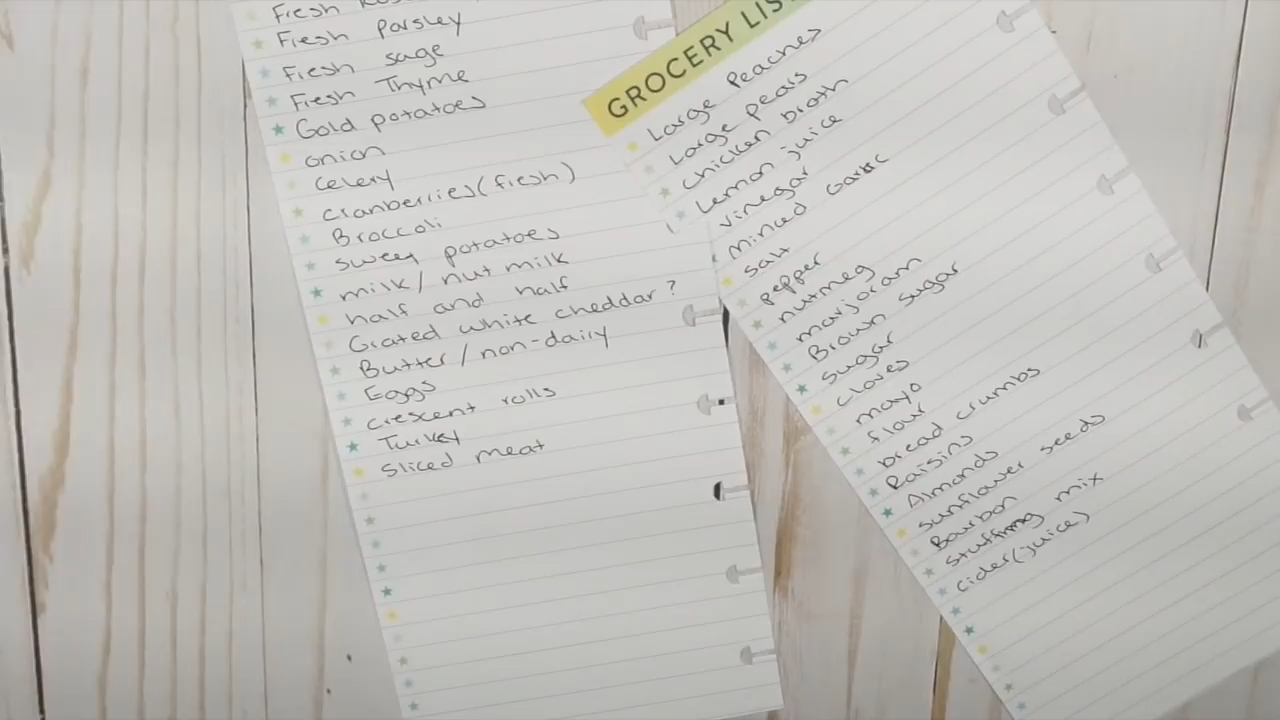 Fresh
Fresh Parsley
Fresh sage
Fresh Thyme
Gold potatoes
onion
celery
cranberries (fresh)
Broccoli
sweet potatoes
milk / nut milk
half and half
Grated white cheddar?
Butter / non-dairy
Eggs
crescent rolls
Turkey
Sliced meat
GROCERY LIS
Large Peaches
Large pears
chicken broth
Lemon juice
vinegar
Minced Garlic
Salt
pepper
nutmeg
marjoram
Brown sugar
sugar
cloves
mayo
flour
bread crumbs
Raisins
Almonds
sunflower seeds
Bourbon
stuffing mix
cider (juice)